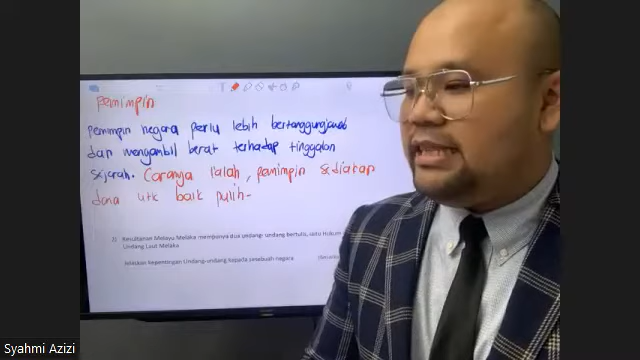 pemimpin
pemimpin negara perlu lebih bertanggungjawab
dan mengambil berat terhadap tinggalan
sejarah. Caranya ialah, pemimpin sediakan
dana utk baik pulih.
2) Kesultanan Melayu Melaka mempunyai dua undang-undang bertulis, iaitu Hukum
Undang Laut Melaka
Jelaskan kepentingan Undang-undang kepada sesebuah negara
Syahmi Azizi